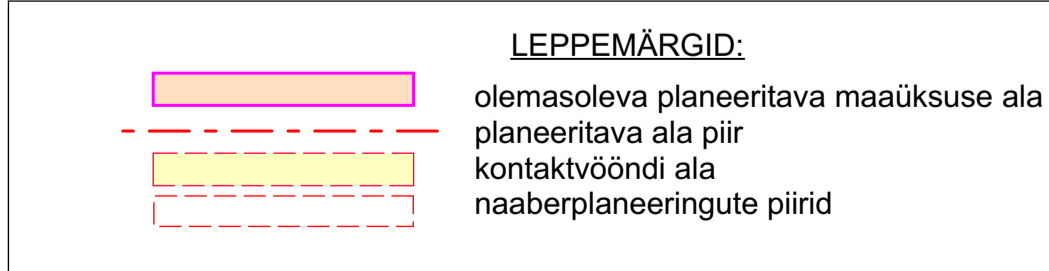 LEPPEMÄRGID:
olemasoleva planeeritava maaüksuse ala
planeeritava ala piir
kontaktvööndi ala
naaberplaneeringute piirid